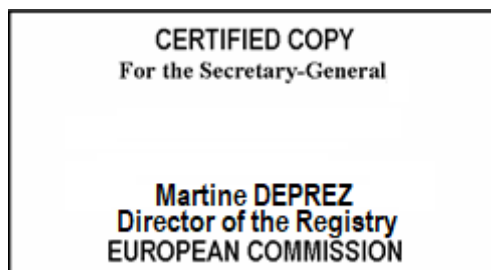 CERTIFIED COPY
For the Secretary-General
Martine DEPREZ
Director of the Registry
EUROPEAN COMMISSION